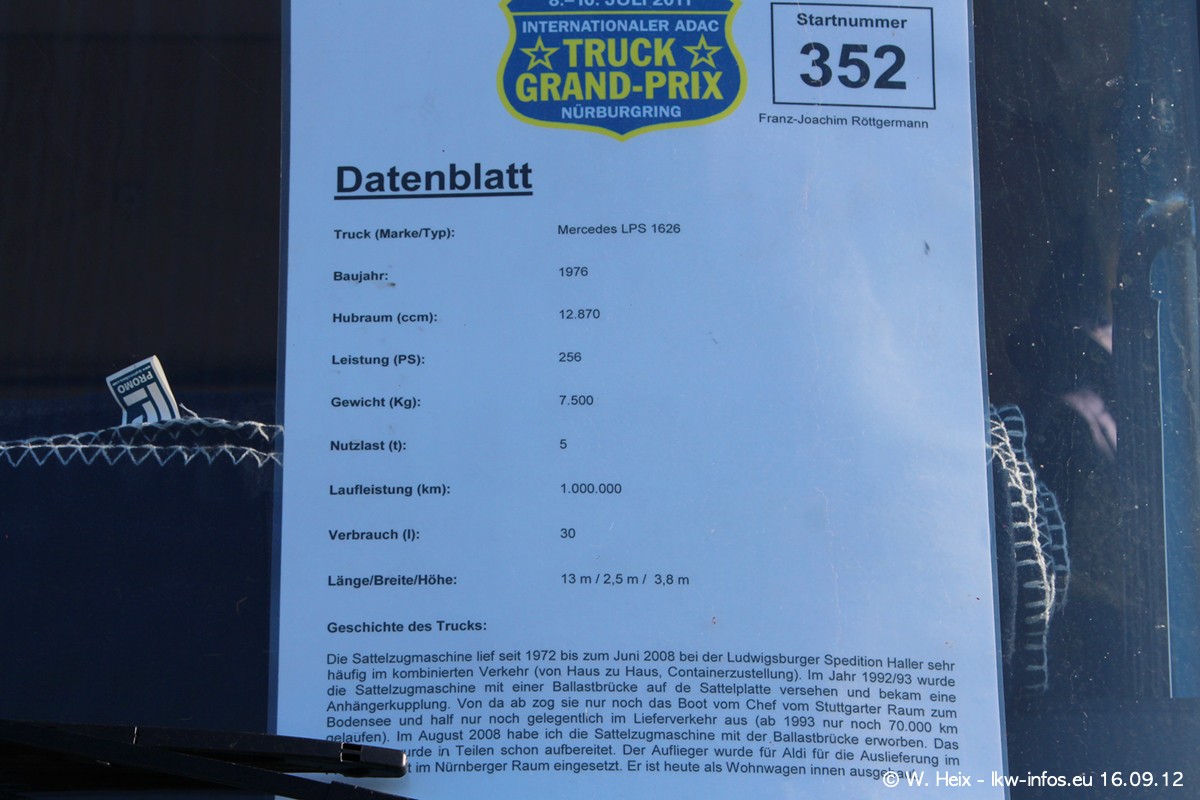 8.–10. JULI 2011
INTERNATIONALER ADAC
TRUCK
GRAND-PRIX
NÜRBURGRING
Startnummer
352
Franz-Joachim Röttgermann
Datenblatt
Truck (Marke/Typ): Mercedes LPS 1626
Baujahr: 1976
Hubraum (ccm): 12.870
Leistung (PS): 256
Gewicht (Kg): 7.500
Nutzlast (t): 5
Laufleistung (km): 1.000.000
Verbrauch (l): 30
Länge/Breite/Höhe: 13 m / 2,5 m / 3,8 m
PROMO
Geschichte des Trucks:
Die Sattelzugmaschine lief seit 1972 bis zum Juni 2008 bei der Ludwigsburger Spedition Haller sehr
häufig im kombinierten Verkehr (von Haus zu Haus, Containerzustellung). Im Jahr 1992/93 wurde
die Sattelzugmaschine mit einer Ballastbrücke auf de Sattelplatte versehen und bekam eine
Anhängerkupplung. Von da ab zog sie nur noch das Boot vom Chef vom Stuttgarter Raum zum
Bodensee und half nur noch gelegentlich im Lieferverkehr aus (ab 1993 nur noch 70.000 km
gelaufen). Im August 2008 habe ich die Sattelzugmaschine mit der Ballastbrücke erworben. Das
urde in Teilen schon aufbereitet. Der Auflieger wurde für Aldi für die Auslieferung im
t im Nürnberger Raum eingesetzt. Er ist heute als Wohnwagen innen ausgebaut.
© W. Heix - lkw-infos.eu 16.09.12